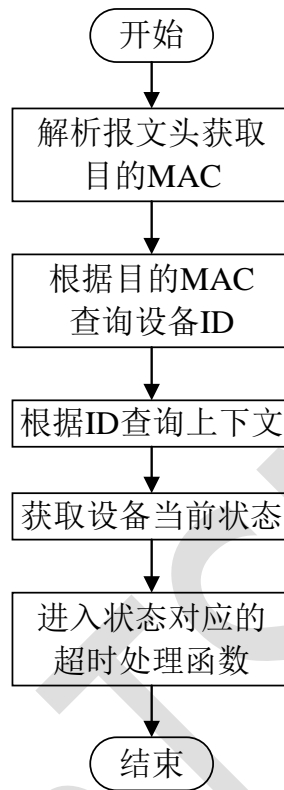 开始
解析报文头获取
目的MAC
根据目的MAC
查询设备ID
根据ID查询上下文
获取设备当前状态
进入状态对应的
超时处理函数
结束